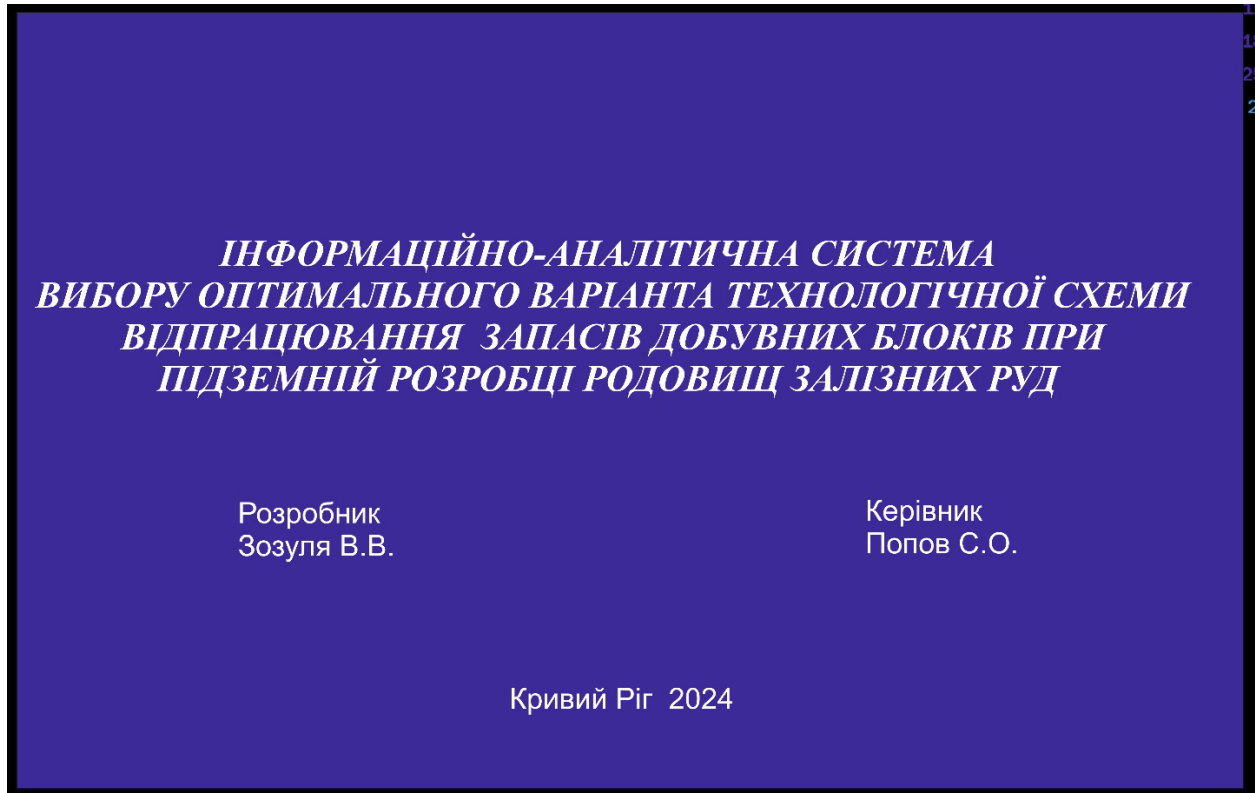 ІНФОРМАЦІЙНО-АНАЛІТИЧНА СИСТЕМА
ВИБОРУ ОПТИМАЛЬНОГО ВАРІАНТА ТЕХНОЛОГІЧНОЇ СХЕМИ
ВІДПРАЦЮВАННЯ ЗАПАСІВ ДОБУВНИХ БЛОКІВ ПРИ
ПІДЗЕМНІЙ РОЗРОБЦІ РОДОВИЩ ЗАЛІЗНИХ РУД
Розробник
Зозуля В.В.
Керівник
Попов С.О.
Кривий Ріг 2024